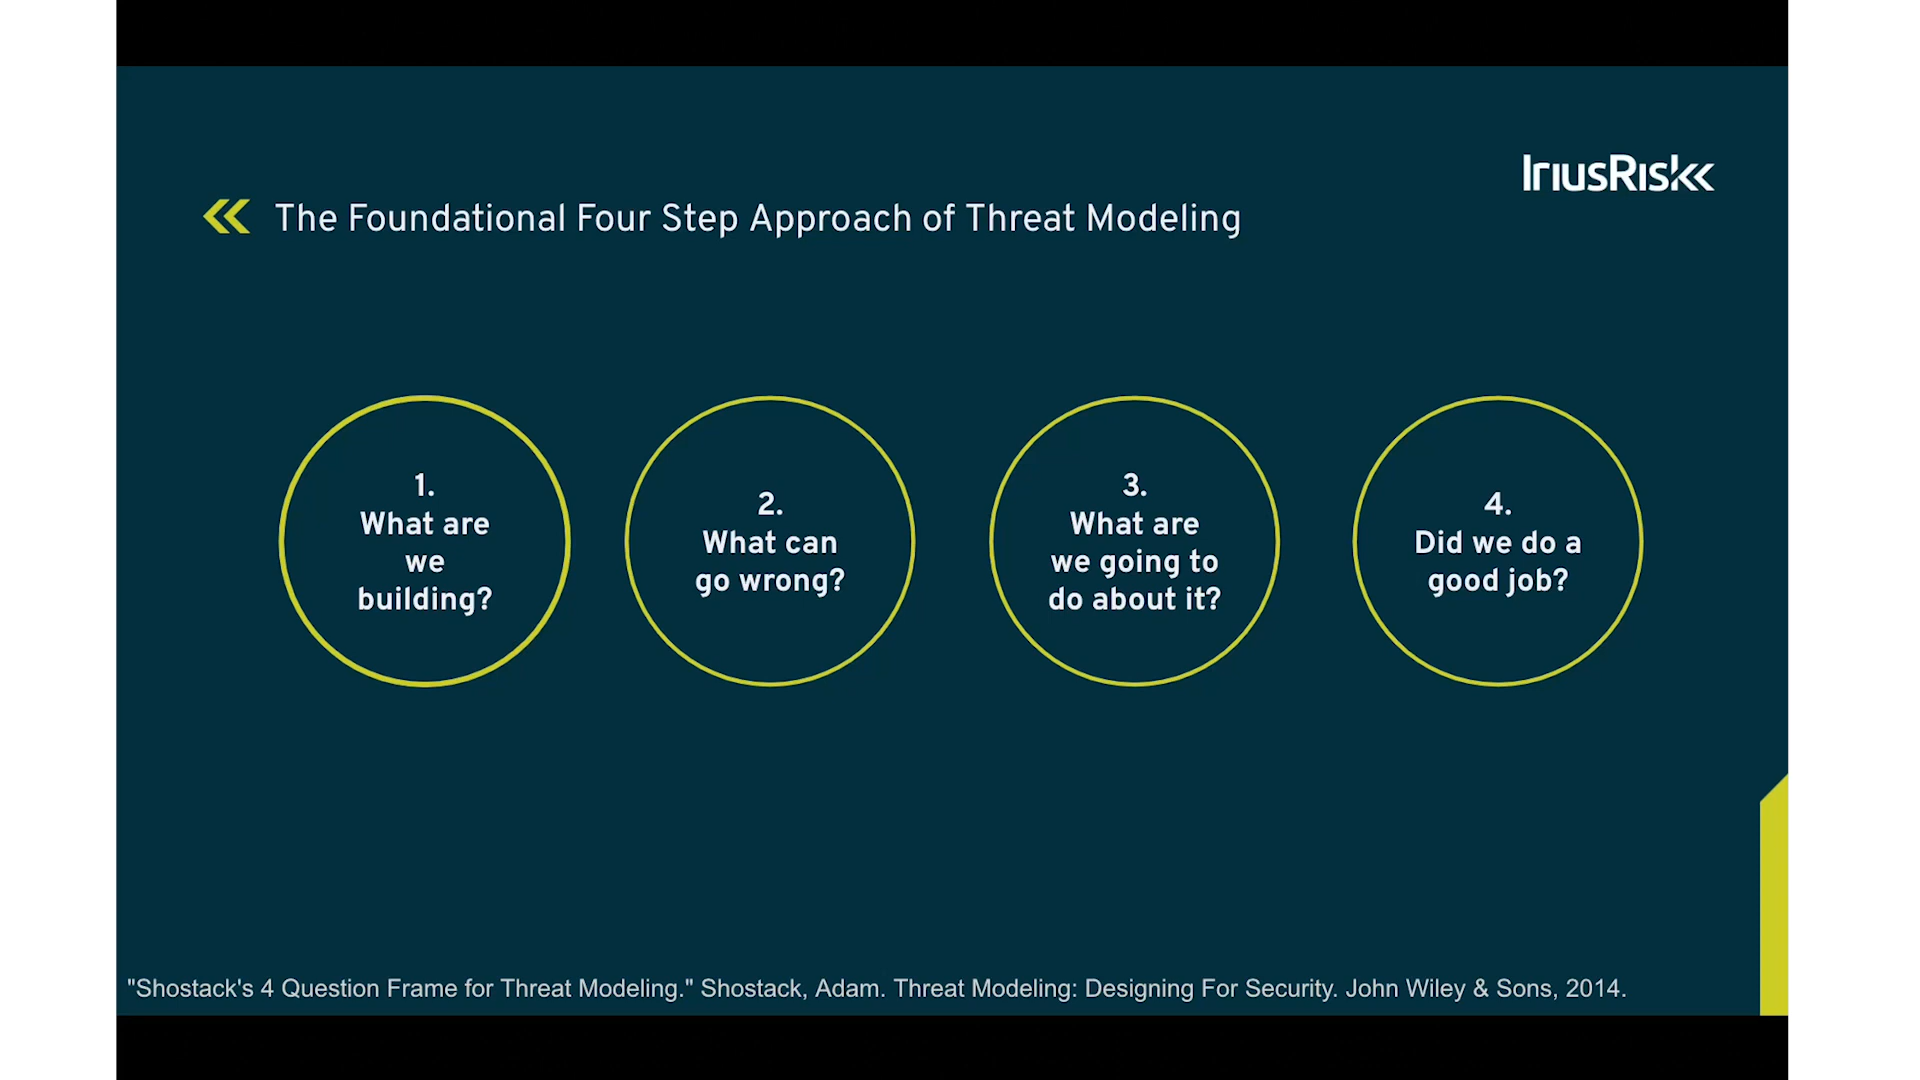 IriusRisk
The Foundational Four Step Approach of Threat Modeling
1.
What are
we
building?
2.
What can
go wrong?
3.
What are
we going to
do about it?
4.
Did we do a
good job?
"Shostack's 4 Question Frame for Threat Modeling." Shostack, Adam. Threat Modeling: Designing For Security. John Wiley & Sons, 2014.